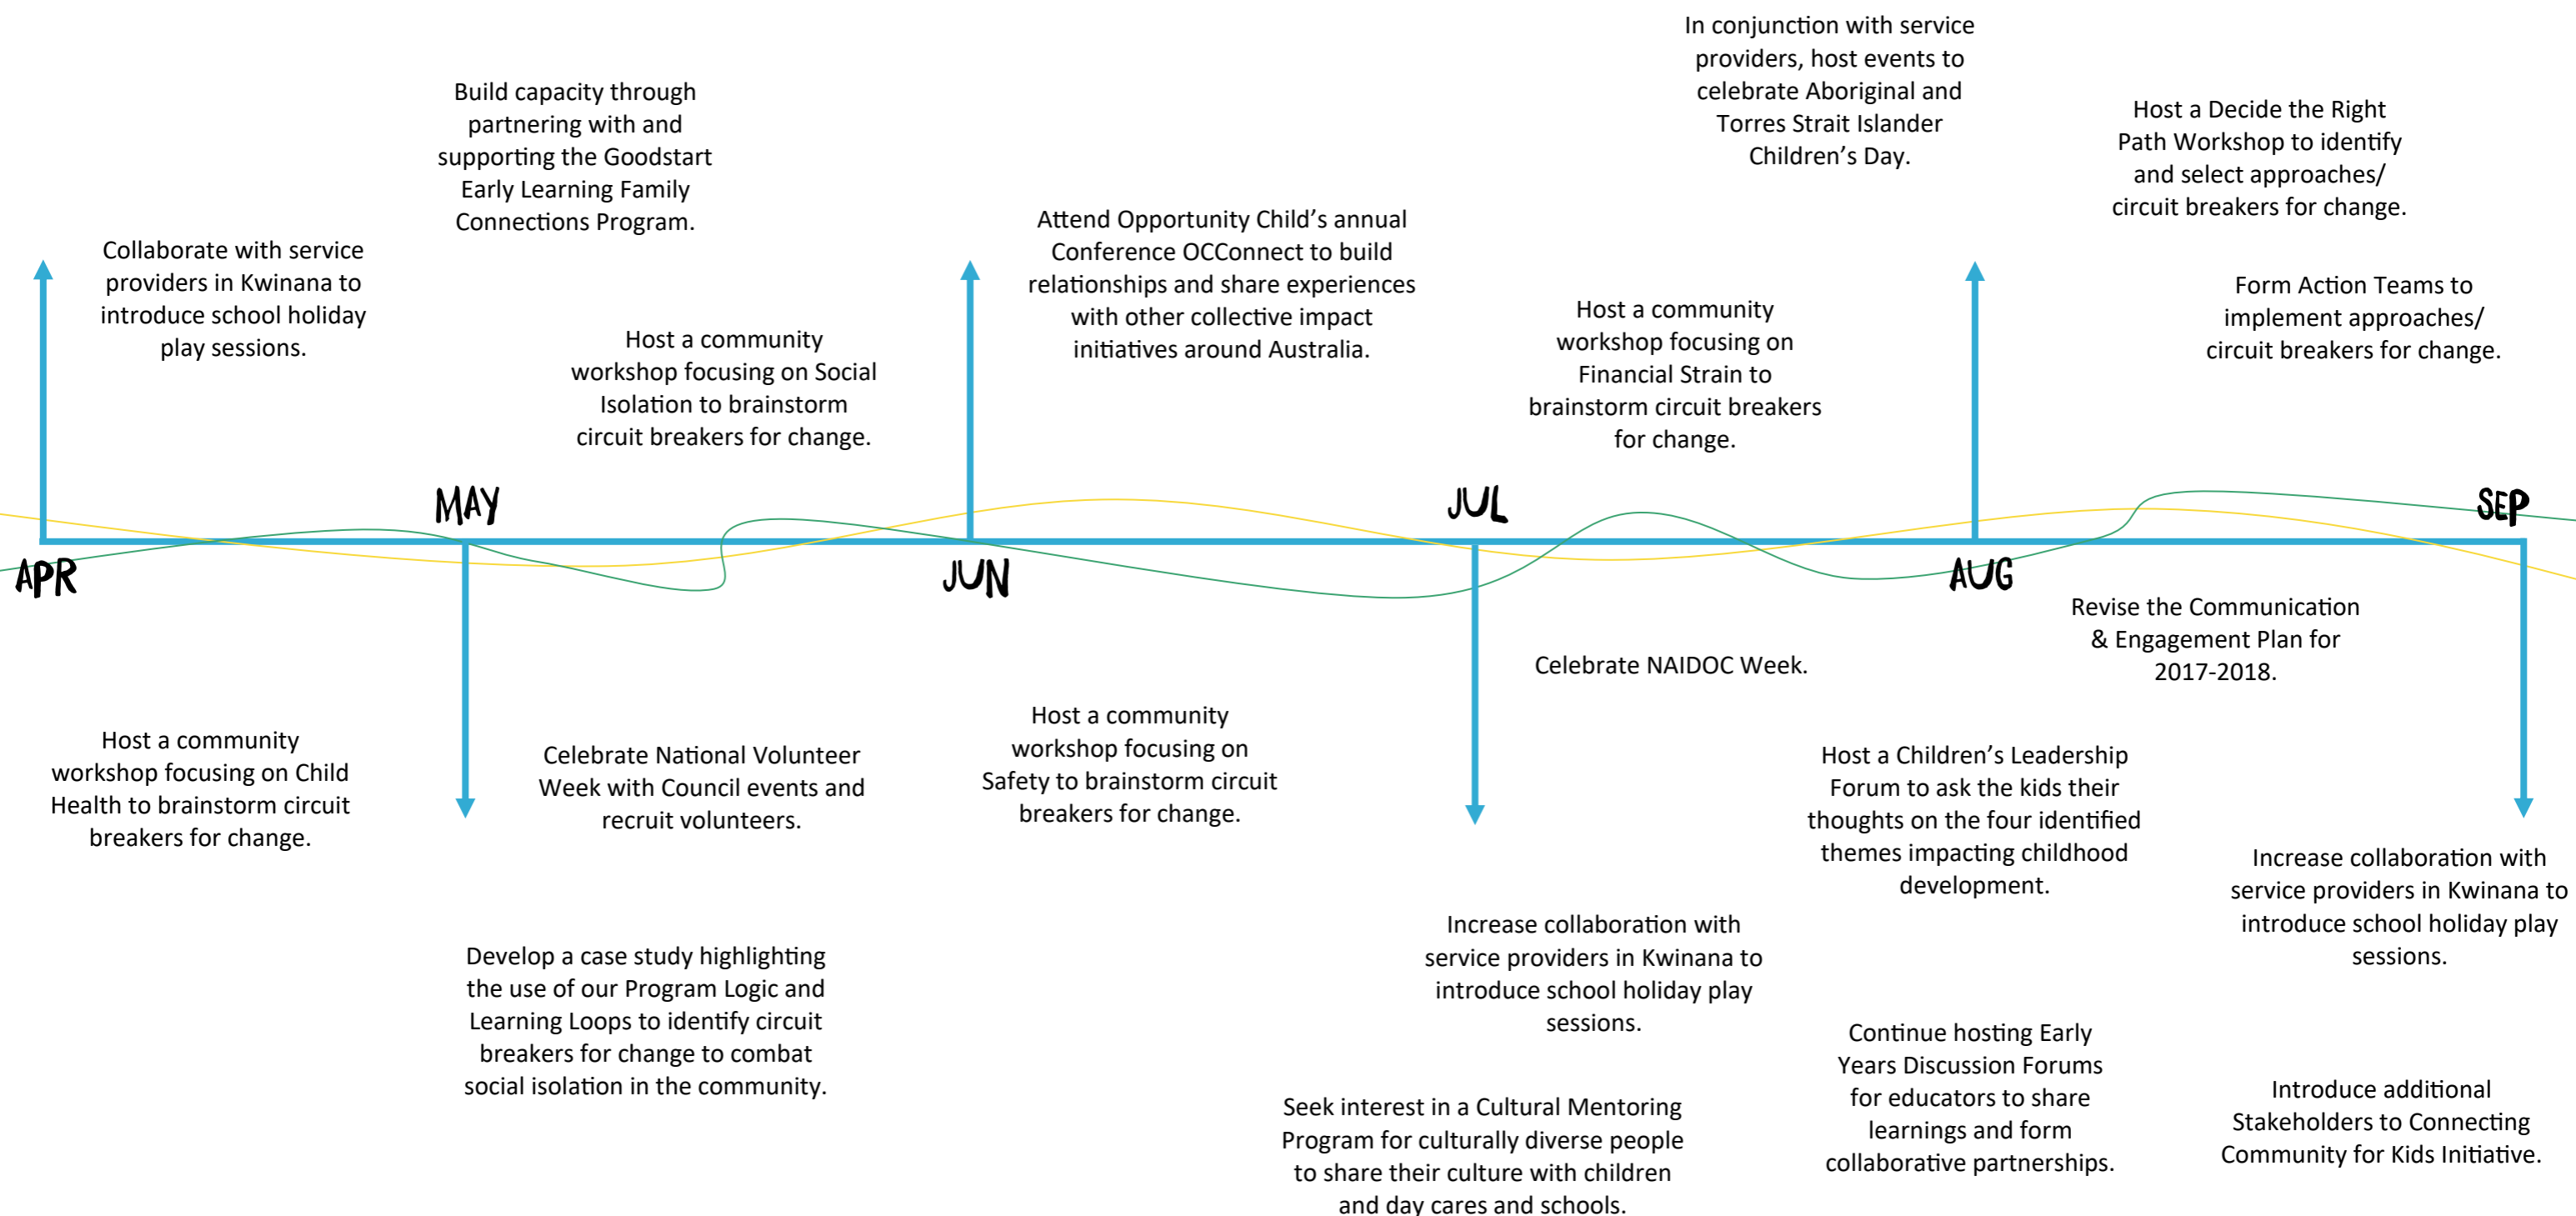 Collaborate with service
providers in Kwinana to
introduce school holiday
play sessions.
Build capacity through
partnering with and
supporting the Goodstart
Early Learning Family
Connections Program.
Host a community
workshop focusing on Social
Isolation to brainstorm
circuit breakers for change.
Attend Opportunity Child’s annual
Conference OCConnect to build
relationships and share experiences
with other collective impact
initiatives around Australia.
Host a community
workshop focusing on
Financial Strain to
brainstorm circuit breakers
for change.
In conjunction with service
providers, host events to
celebrate Aboriginal and
Torres Strait Islander
Children’s Day.
Host a Decide the Right
Path Workshop to identify
and select approaches/
circuit breakers for change.
Form Action Teams to
implement approaches/
circuit breakers for change.
APR
MAY
JUN
JUL
AUG
SEP
Host a community
workshop focusing on Child
Health to brainstorm circuit
breakers for change.
Celebrate National Volunteer
Week with Council events and
recruit volunteers.
Develop a case study highlighting
the use of our Program Logic and
Learning Loops to identify circuit
breakers for change to combat
social isolation in the community.
Host a community
workshop focusing on
Safety to brainstorm circuit
breakers for change.
Celebrate NAIDOC Week.
Increase collaboration with
service providers in Kwinana to
introduce school holiday play
sessions.
Seek interest in a Cultural Mentoring
Program for culturally diverse people
to share their culture with children
and day cares and schools.
Revise the Communication
& Engagement Plan for
2017-2018.
Host a Children’s Leadership
Forum to ask the kids their
thoughts on the four identified
themes impacting childhood
development.
Continue hosting Early
Years Discussion Forums
for educators to share
learnings and form
collaborative partnerships.
Increase collaboration with
service providers in Kwinana to
introduce school holiday play
sessions.
Introduce additional
Stakeholders to Connecting
Community for Kids Initiative.